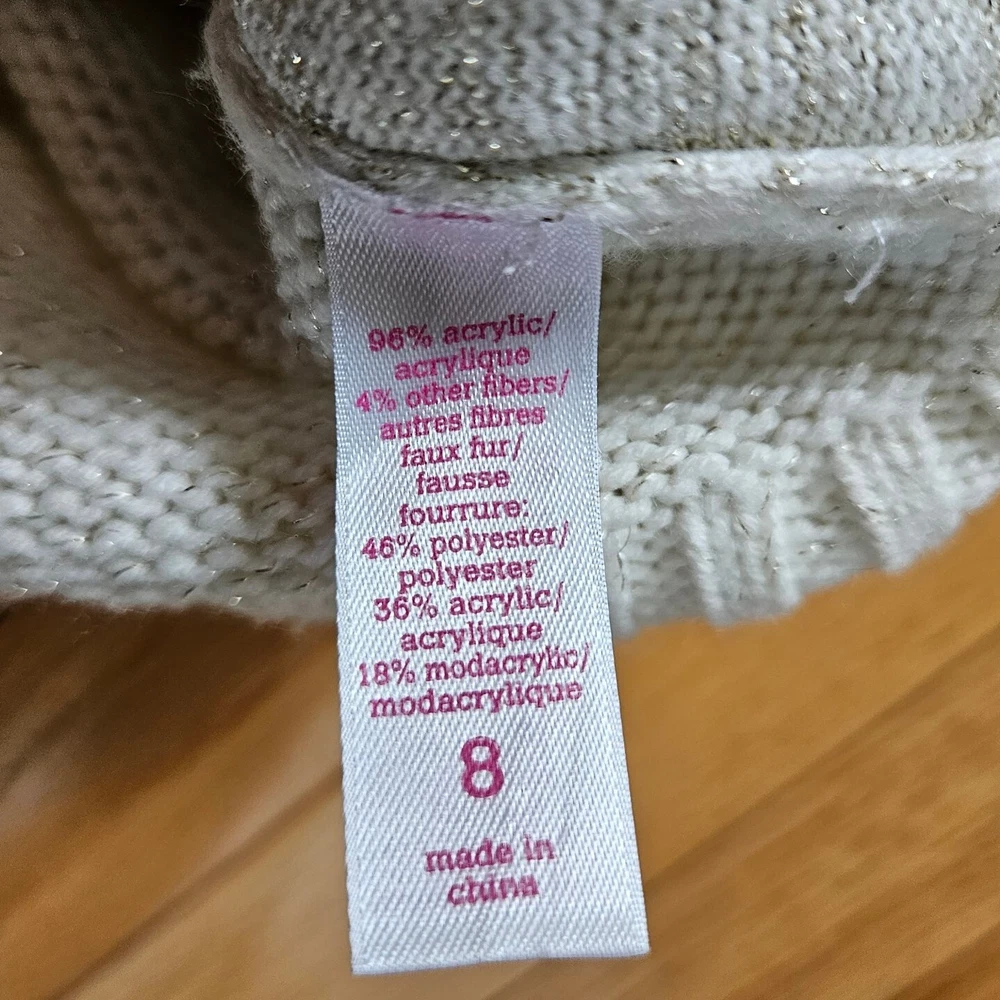 96% acrylic/
acrylique
4% other fibers/
autres fibres
faux fur/
fausse
fourrure:
46% polyester/
polyester
36% acrylic/
acrylique
18% modacrylic/
modacrylique
8
made in
china